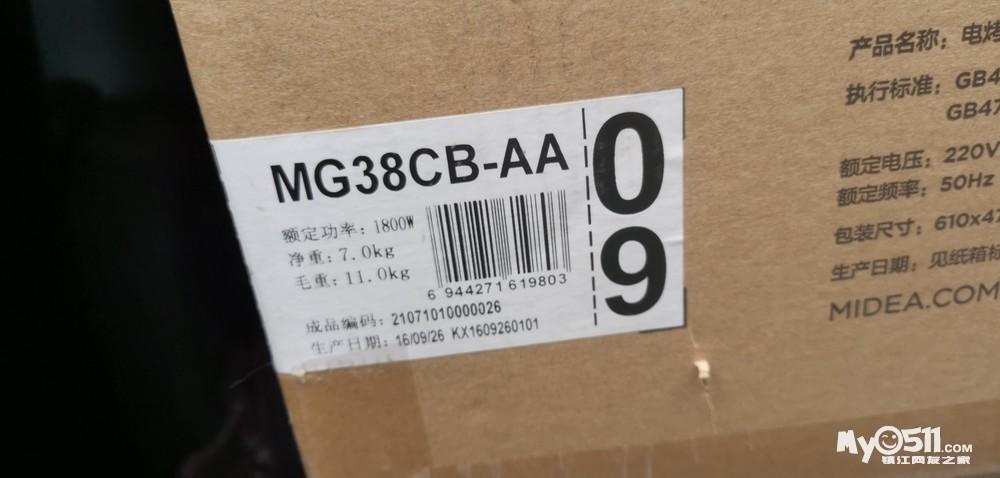 MG38CB-AA
额定功率: 1800W
净重: 7.0kg
毛重: 11.0kg
6 944271 619803
成品编码: 21071010000026
生产日期: 16/09/26 KX1609260101
09
产品名称: 电烤
执行标准: GB4
GB47
额定电压: 220V
额定频率: 50Hz
包装尺寸: 610x47
生产日期: 见纸箱标
MIDEA.COM
My0511.COM
镇江网友之家